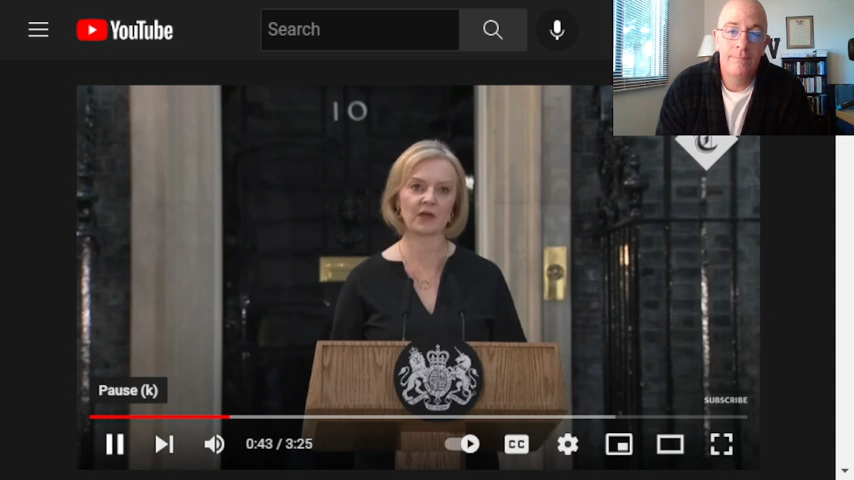 YouTube
Search
10
Pause (k)
SUBSCRIBE
0:43 / 3:25
CC